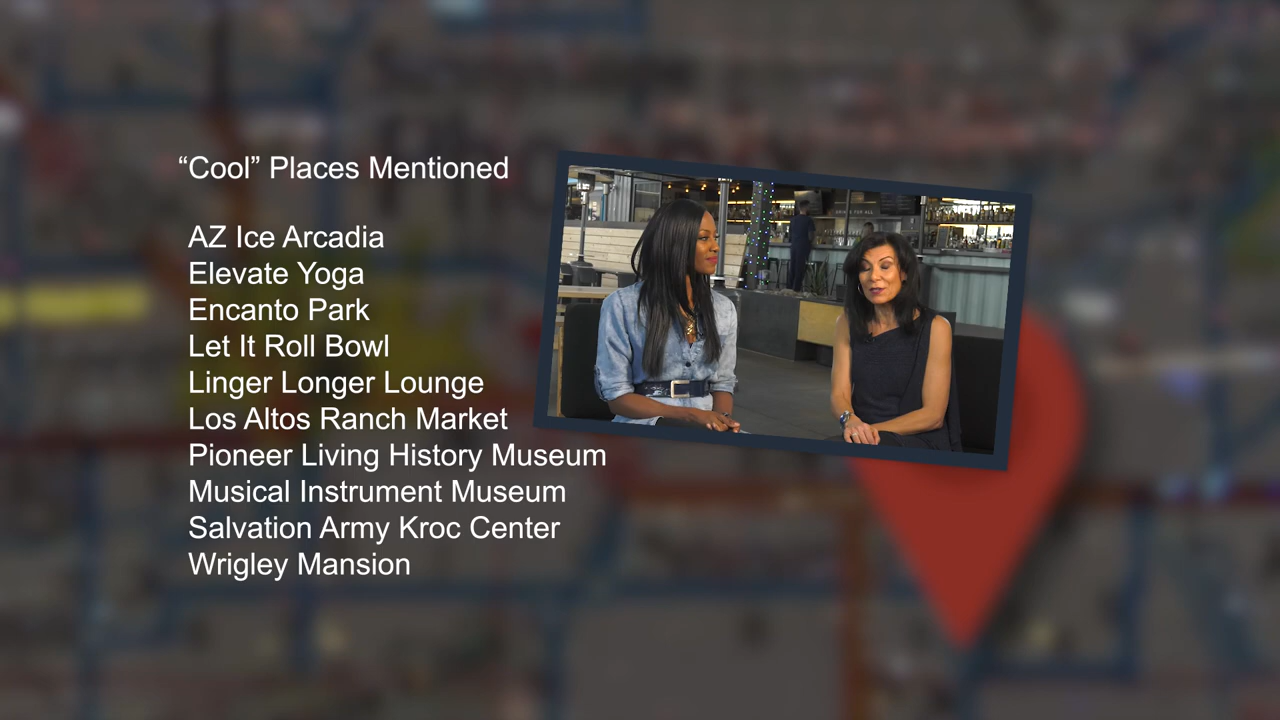 “Cool” Places Mentioned
AZ Ice Arcadia
Elevate Yoga
Encanto Park
Let It Roll Bowl
Linger Longer Lounge
Los Altos Ranch Market
Pioneer Living History Museum
Musical Instrument Museum
Salvation Army Kroc Center
Wrigley Mansion